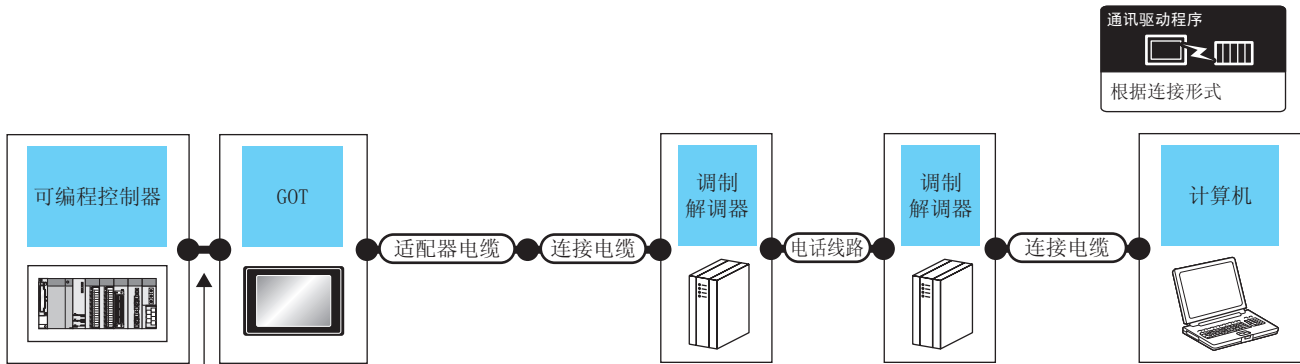 通讯驱动程序
根据连接形式
可编程控制器
GOT
适配器电缆
连接电缆
调制
解调器
电话线路
调制
解调器
连接电缆
计算机